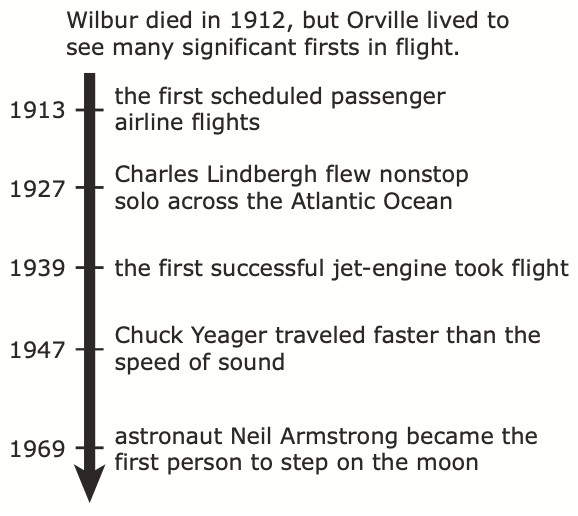 Wilbur died in 1912, but Orville lived to
see many significant firsts in flight.
1913
the first scheduled passenger
airline flights
1927
Charles Lindbergh flew nonstop
solo across the Atlantic Ocean
1939
the first successful jet-engine took flight
1947
Chuck Yeager traveled faster than the
speed of sound
1969
astronaut Neil Armstrong became the
first person to step on the moon